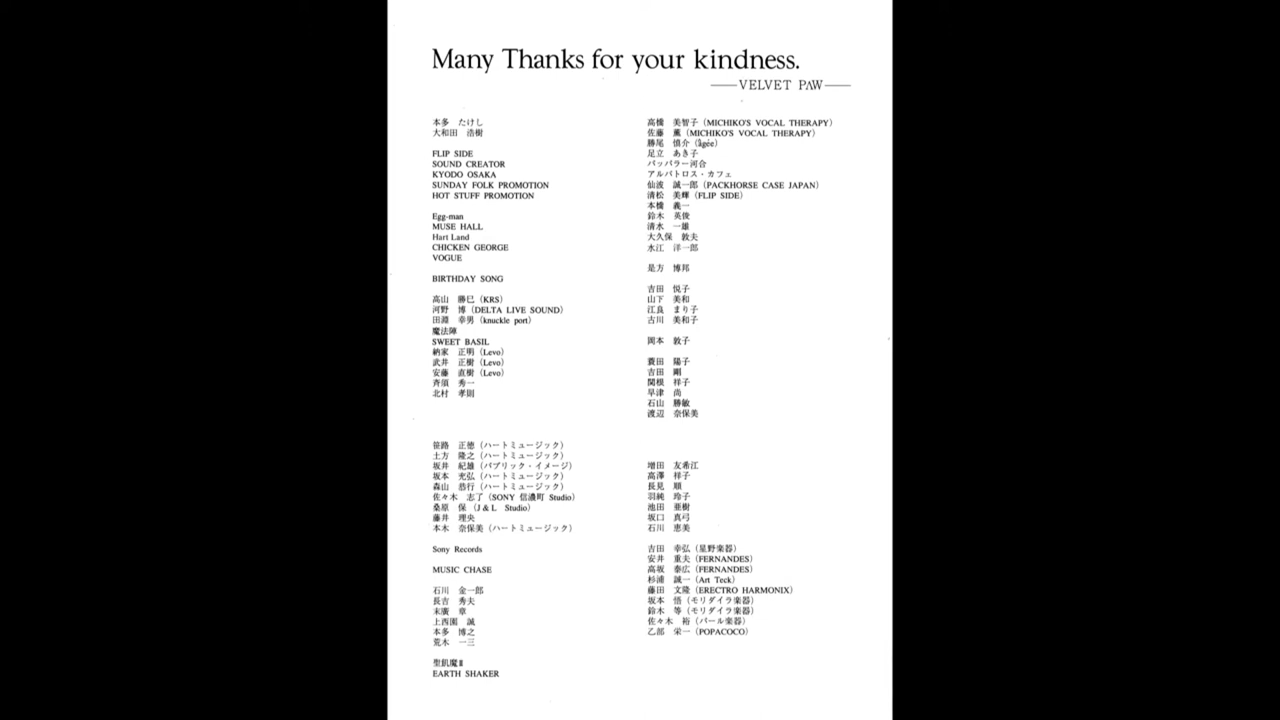 Many Thanks for your kindness.
VELVET PAW
本多 たけし
大和田 浩樹
FLIP SIDE
SOUND CREATOR
KYODO OSAKA
SUNDAY FOLK PROMOTION
HOT STUFF PROMOTION
Egg-man
MUSE HALL
Hart Land
CHICKEN GEORGE
VOGUE
BIRTHDAY SONG
高山 勝巳 (KRS)
河野 博 (DELTA LIVE SOUND)
田淵 幸男 (knuckle port)
魔法陣
SWEET BASIL
納家 正明 (Levo)
武井 正樹 (Levo)
安藤 直樹 (Levo)
斉須 秀一
北村 孝則
笹路 正徳 (ハートミュージック)
土方 隆之 (ハートミュージック)
坂井 紀雄 (パブリック・イメージ)
坂本 充弘 (ハートミュージック)
森山 恭行 (ハートミュージック)
佐々木 志了 (SONY 信濃町 Studio)
桑原 保 (J & L Studio)
藤井 理央
本木 奈保美 (ハートミュージック)
Sony Records
MUSIC CHASE
石川 金一郎
長吉 秀夫
末廣 章
上西園 誠
本多 博之
荒木 一三
聖飢魔Ⅱ
EARTH SHAKER
高橋 美智子 (MICHIKO'S VOCAL THERAPY)
佐藤 薫 (MICHIKO'S VOCAL THERAPY)
勝尾 慎介 (âgée)
足立 あき子
パッパラー河合
アルバトロス・カフェ
仙波 誠一郎 (PACKHORSE CASE JAPAN)
清松 美輝 (FLIP SIDE)
本橋 義一
鈴木 英俊
清水 一雄
大久保 敦夫
水江 洋一郎
是方 博邦
吉田 悦子
山下 美和
江良 まり子
古川 美和子
岡本 敦子
蓑田 陽子
吉田 剛
関根 祥子
早津 尚
石山 勝敏
渡辺 奈保美
増田 友希江
高澤 祥子
長見 順
羽純 玲子
池田 亜樹
坂口 真弓
石川 恵美
吉田 幸弘 (星野楽器)
安井 重夫 (FERNANDES)
高坂 泰広 (FERNANDES)
杉浦 誠一 (Art Teck)
藤田 文隆 (ERECTRO HARMONIX)
坂本 悟 (モリダイラ楽器)
鈴木 等 (モリダイラ楽器)
佐々木 裕 (パール楽器)
乙部 栄一 (POPACOCO)